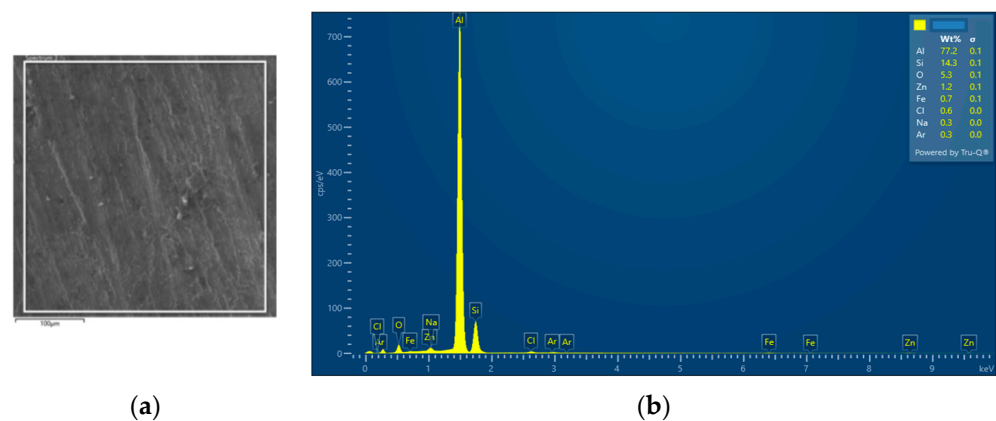 Spectrum 2
100µm
cps/eV
700
600
500
400
300
200
100
0
Al
Si
Cl
Ar
O
Fe
Na
Zn
Cl
Ar
Ar
Fe
Fe
Zn
Zn
0 1 2 3 4 5 6 7 8 9 keV
Wt% σ
Al 77.2 0.1
Si 14.3 0.1
O 5.3 0.1
Zn 1.2 0.1
Fe 0.7 0.1
Cl 0.6 0.0
Na 0.3 0.0
Ar 0.3 0.0
Powered by Tru-Q®
(a)
(b)